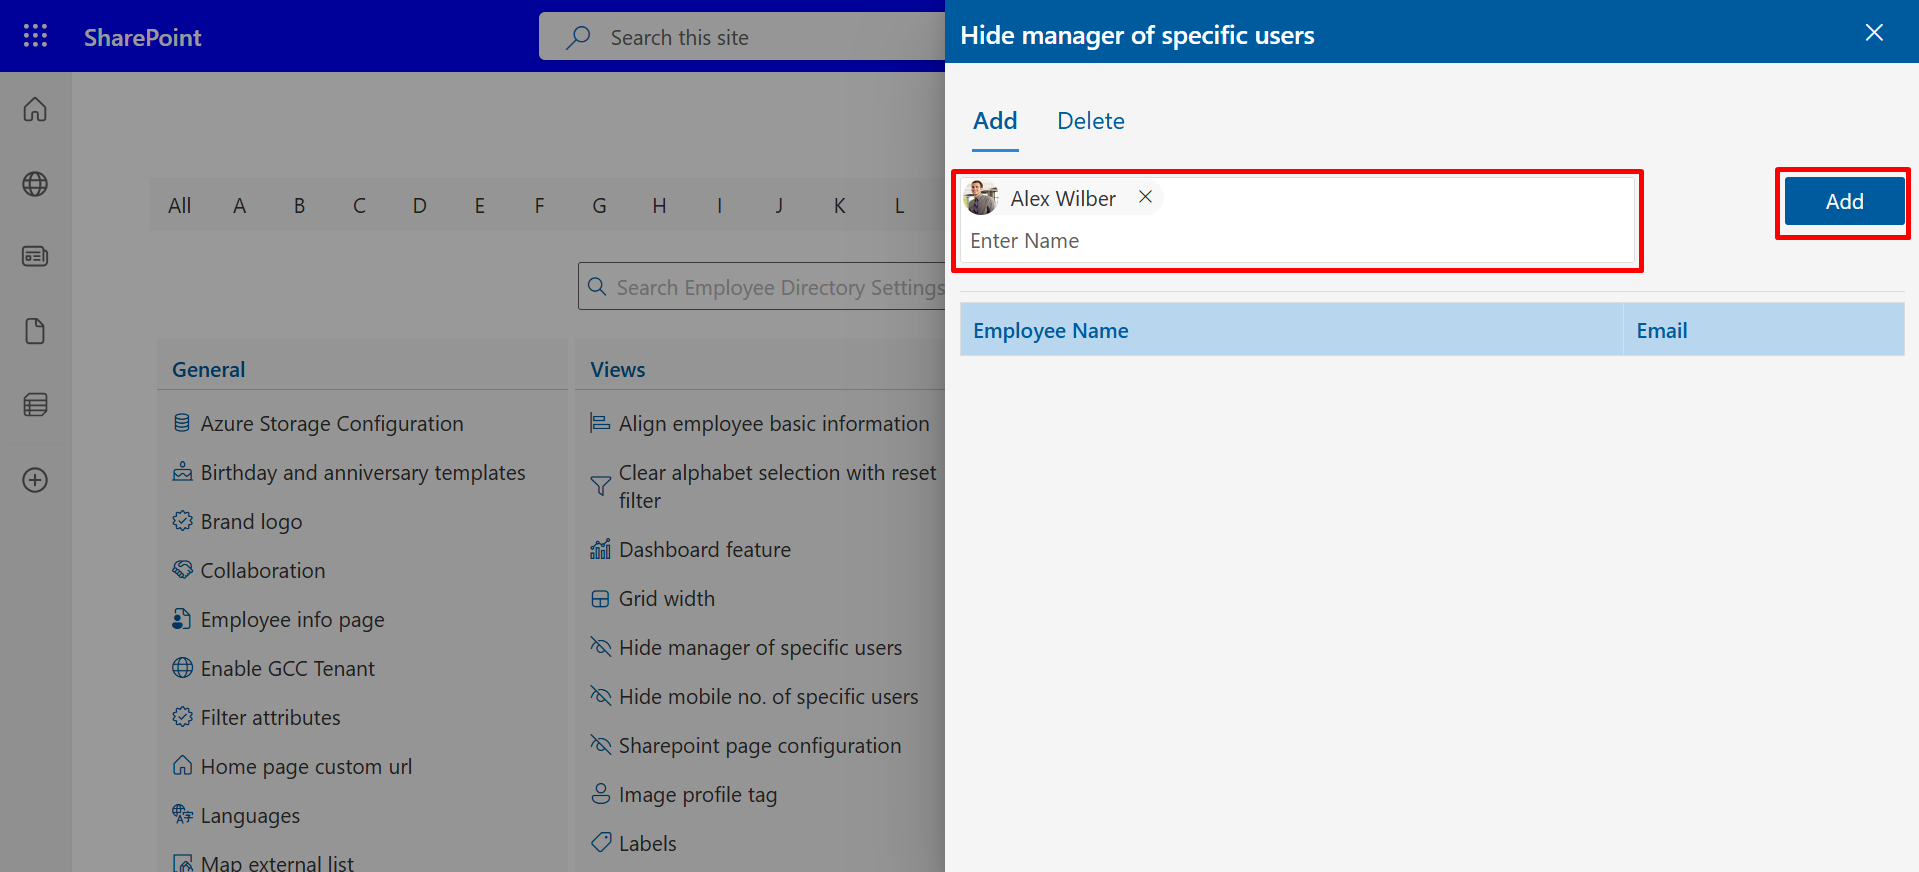 SharePoint
Search this site
All A B C D E F G H I J K L
Search Employee Directory Settings
General
Azure Storage Configuration
Birthday and anniversary templates
Brand logo
Collaboration
Employee info page
Enable GCC Tenant
Filter attributes
Home page custom url
Languages
Map external list
Views
Align employee basic information
Clear alphabet selection with reset
filter
Dashboard feature
Grid width
Hide manager of specific users
Hide mobile no. of specific users
Sharepoint page configuration
Image profile tag
Labels
Hide manager of specific users
Add Delete
Alex Wilber
Enter Name
Add
Employee Name Email